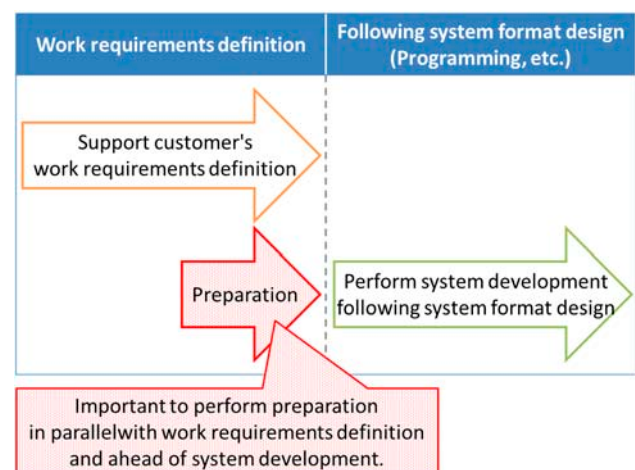 Work requirements definition
Following system format design
(Programming, etc.)
Support customer's
work requirements definition
Preparation
Perform system development
following system format design
Important to perform preparation
in parallelwith work requirements definition
and ahead of system development.